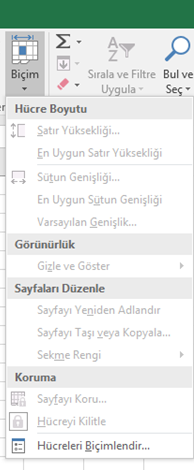 Biçim
Sırala ve Filtre
Uygula
Bul ve
Seç
Hücre Boyutu
Satır Yüksekliği...
En Uygun Satır Yüksekliği
Sütun Genişliği...
En Uygun Sütun Genişliği
Varsayılan Genişlik...
Görünürlük
Gizle ve Göster
Sayfaları Düzenle
Sayfayı Yeniden Adlandır
Sayfayı Taşı veya Kopyala...
Sekme Rengi
Koruma
Sayfayı Koru...
Hücreyi Kilitle
Hücreleri Biçimlendir...